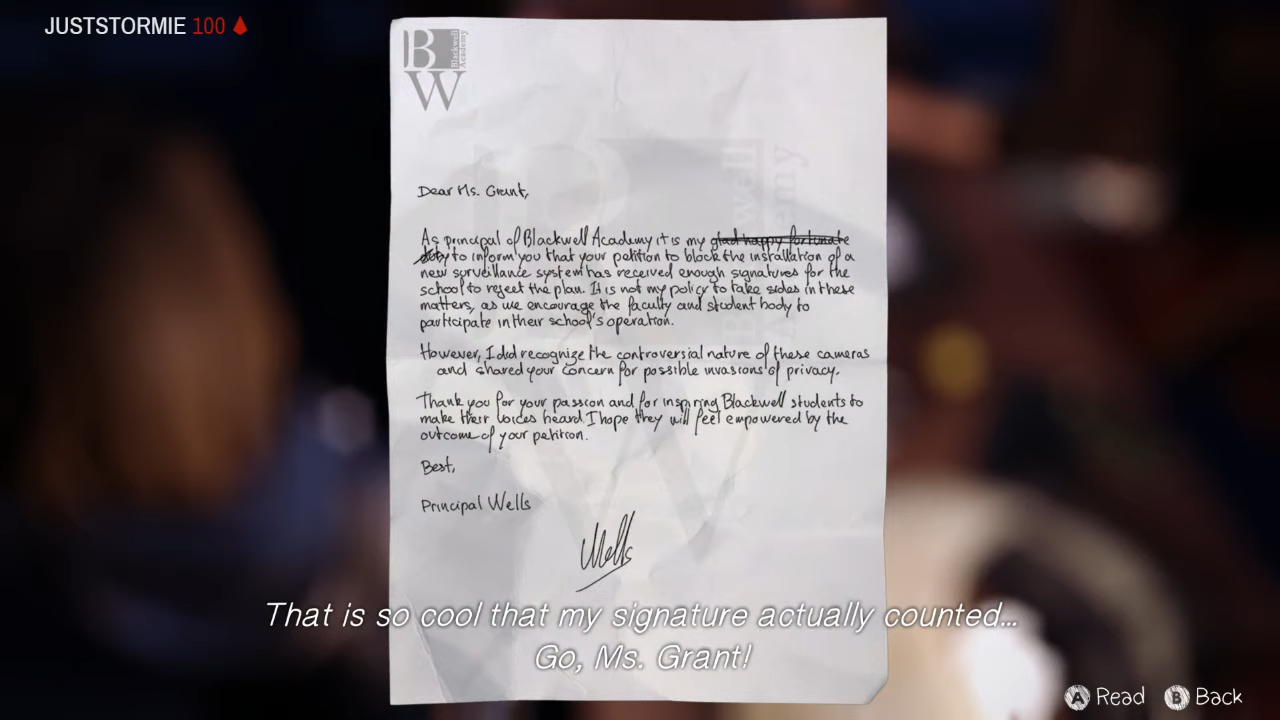 JUSTSTORMIE 100
B
Blackwell
Academy
W
Dear Ms. Grant,
As principal of Blackwell Academy it is my glad happy fortunate
duty to inform you that your petition to block the installation of a
new surveillance system has received enough signatures for the
school to reject the plan. It is not my policy to take sides in these
matters, as we encourage the faculty and student body to
participate in their school's operation.
However, I did recognize the controversial nature of these cameras
and shared your concern for possible invasions of privacy.
Thank you for your passion and for inspiring Blackwell students to
make their voices heard. I hope they will feel empowered by the
outcome of your petition.
Best,
Principal Wells
Wells
That is so cool that my signature actually counted...
Go, Ms. Grant!
A Read B Back